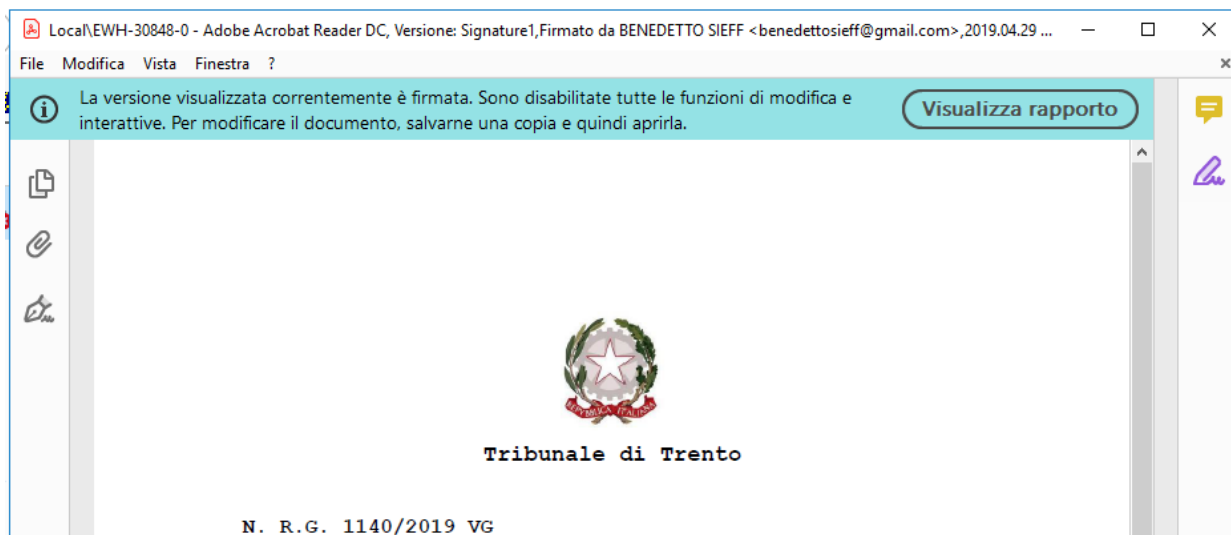 Local\EWH-30848-0 - Adobe Acrobat Reader DC, Versione: Signature1,Firmato da BENEDETTO SIEFF <benedettosieff@gmail.com>,2019.04.29 ...
File Modifica Vista Finestra ?
La versione visualizzata correntemente è firmata. Sono disabilitate tutte le funzioni di modifica e
interattive. Per modificare il documento, salvarne una copia e quindi aprirla.
Visualizza rapporto
REPVBBLICA ITALIANA
Tribunale di Trento
N. R.G. 1140/2019 VG